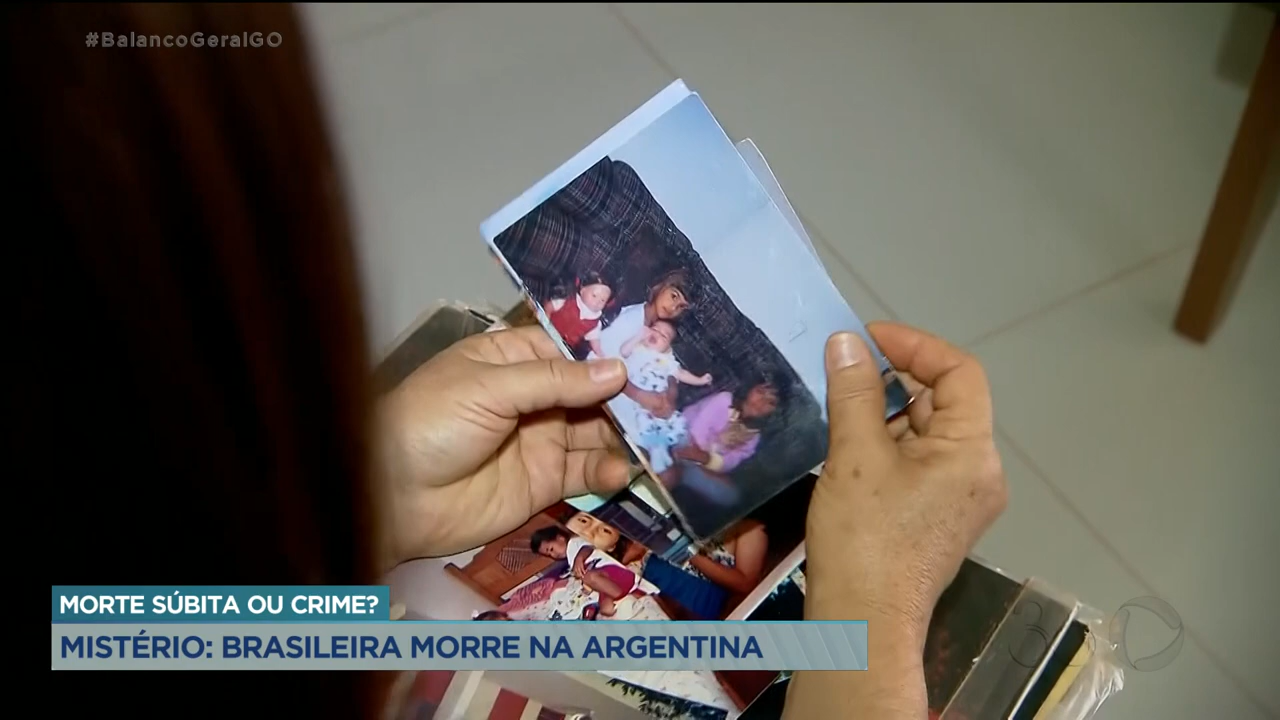 #BalancoGeralGO
MORTE SÚBITA OU CRIME?
MISTÉRIO: BRASILEIRA MORRE NA ARGENTINA